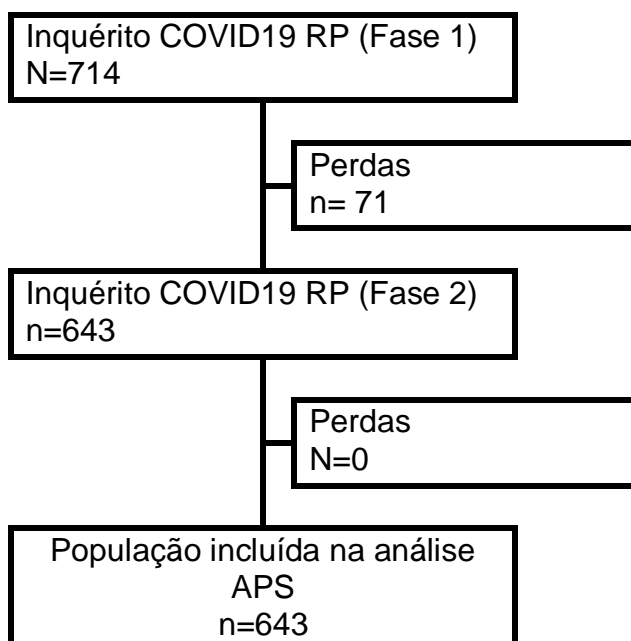 Inquérito COVID19 RP (Fase 1)
N=714
Perdas
n= 71
Inquérito COVID19 RP (Fase 2)
n=643
Perdas
N=0
População incluída na análise
APS
n=643